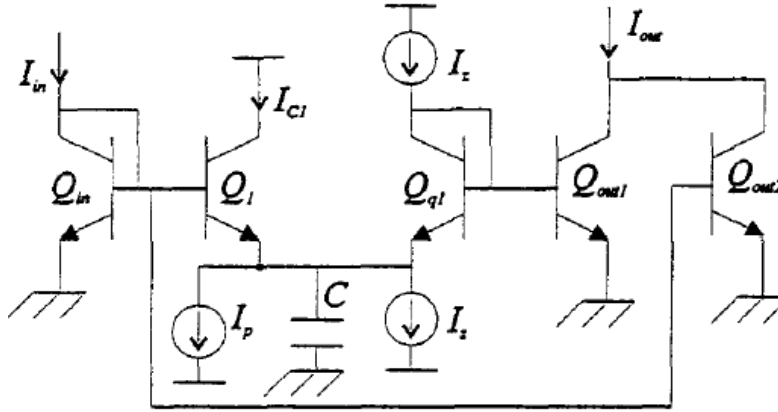 I_in
I_C1
I_z
I_out
Q_in
Q_1
Q_q1
Q_out1
Q_out2
I_p
C
I_z